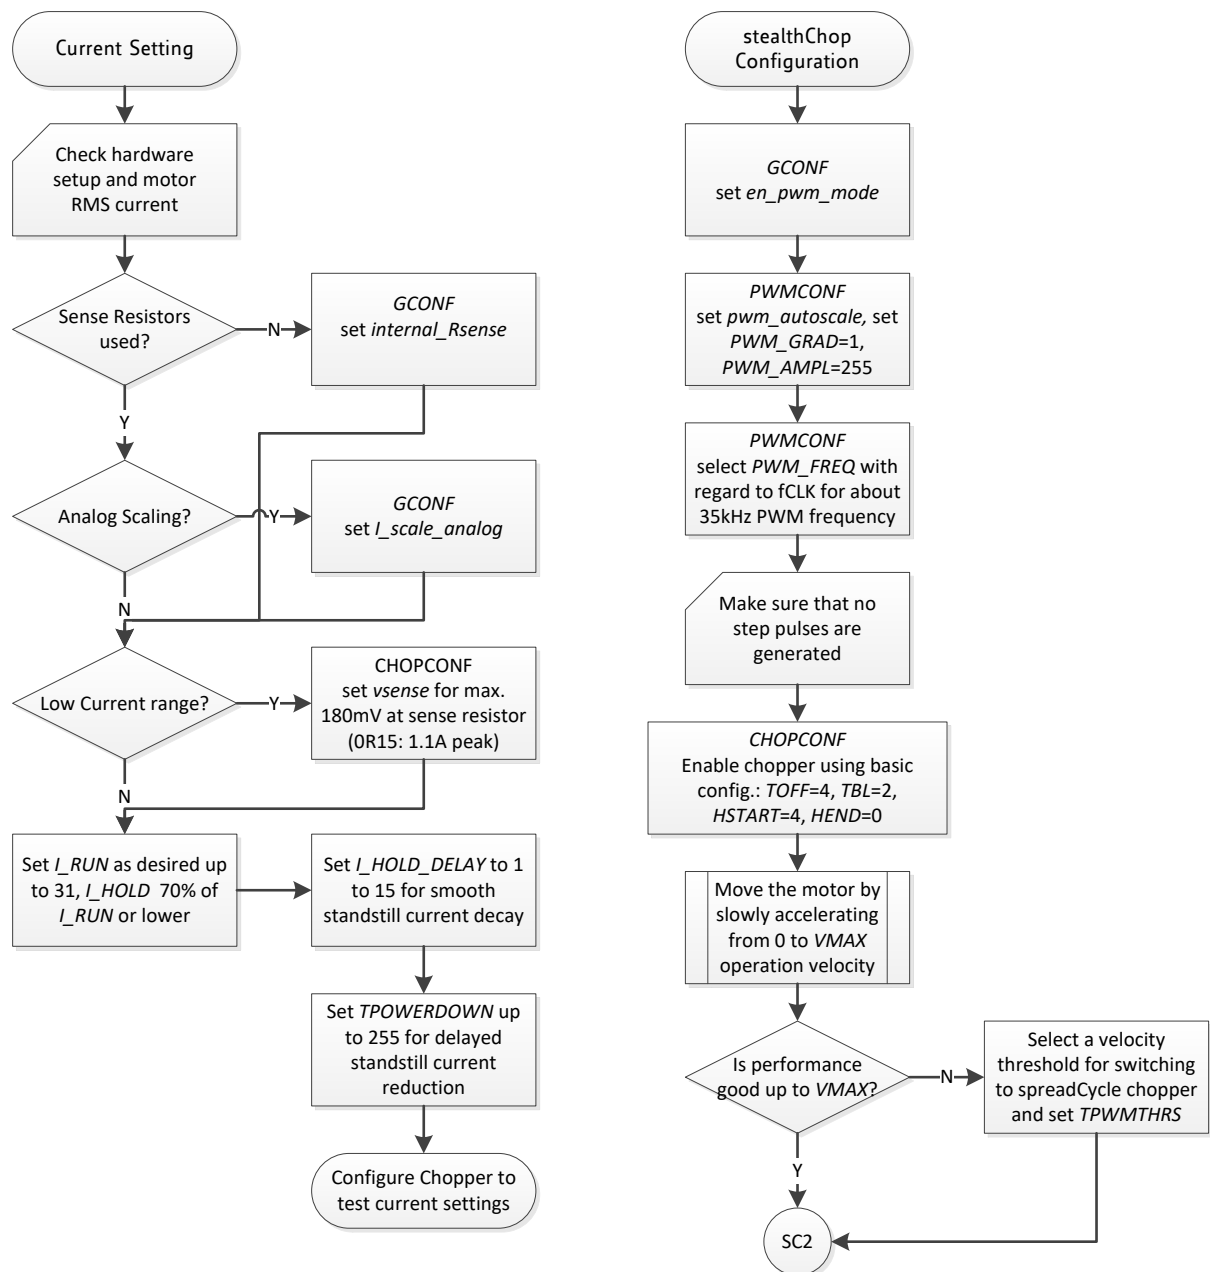 Current Setting
Check hardware
setup and motor
RMS current
Sense Resistors
used?
N
GCONF
set internal_Rsense
Y
Analog Scaling?
Y
GCONF
set I_scale_analog
N
Low Current range?
Y
CHOPCONF
set vsense for max.
180mV at sense resistor
(0R15: 1.1A peak)
N
Set I_RUN as desired up
to 31, I_HOLD 70% of
I_RUN or lower
Set I_HOLD_DELAY to 1
to 15 for smooth
standstill current decay
Set TPOWERDOWN up
to 255 for delayed
standstill current
reduction
Configure Chopper to
test current settings
stealthChop
Configuration
GCONF
set en_pwm_mode
PWMCONF
set pwm_autoscale, set
PWM_GRAD=1,
PWM_AMPL=255
PWMCONF
select PWM_FREQ with
regard to fCLK for about
35kHz PWM frequency
Make sure that no
step pulses are
generated
CHOPCONF
Enable chopper using basic
config.: TOFF=4, TBL=2,
HSTART=4, HEND=0
Move the motor by
slowly accelerating
from 0 to VMAX
operation velocity
Is performance
good up to VMAX?
N
Select a velocity
threshold for switching
to spreadCycle chopper
and set TPWMTHRS
Y
SC2